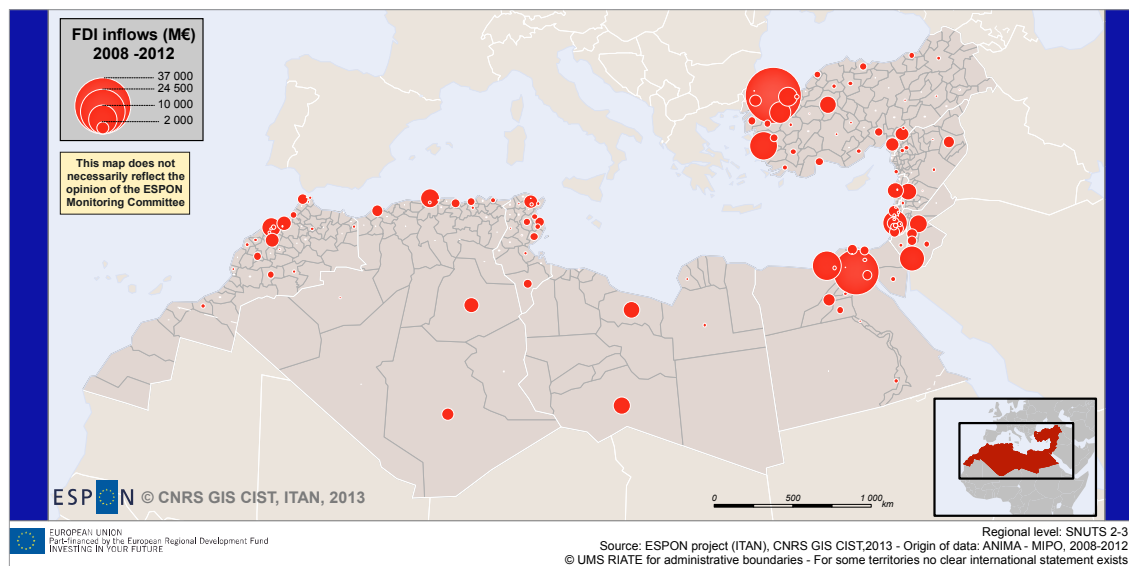 FDI inflows (M€)
2008 -2012
37 000
24 500
10 000
2 000
This map does not
necessarily reflect the
opinion of the ESPON
Monitoring Committee
ESPON © CNRS GIS CIST, ITAN, 2013
0 500 1 000
km
EUROPEAN UNION
Part-financed by the European Regional Development Fund
INVESTING IN YOUR FUTURE
Regional level: SNUTS 2-3
Source: ESPON project (ITAN), CNRS GIS CIST,2013 - Origin of data: ANIMA - MIPO, 2008-2012
© UMS RIATE for administrative boundaries - For some territories no clear international statement exists